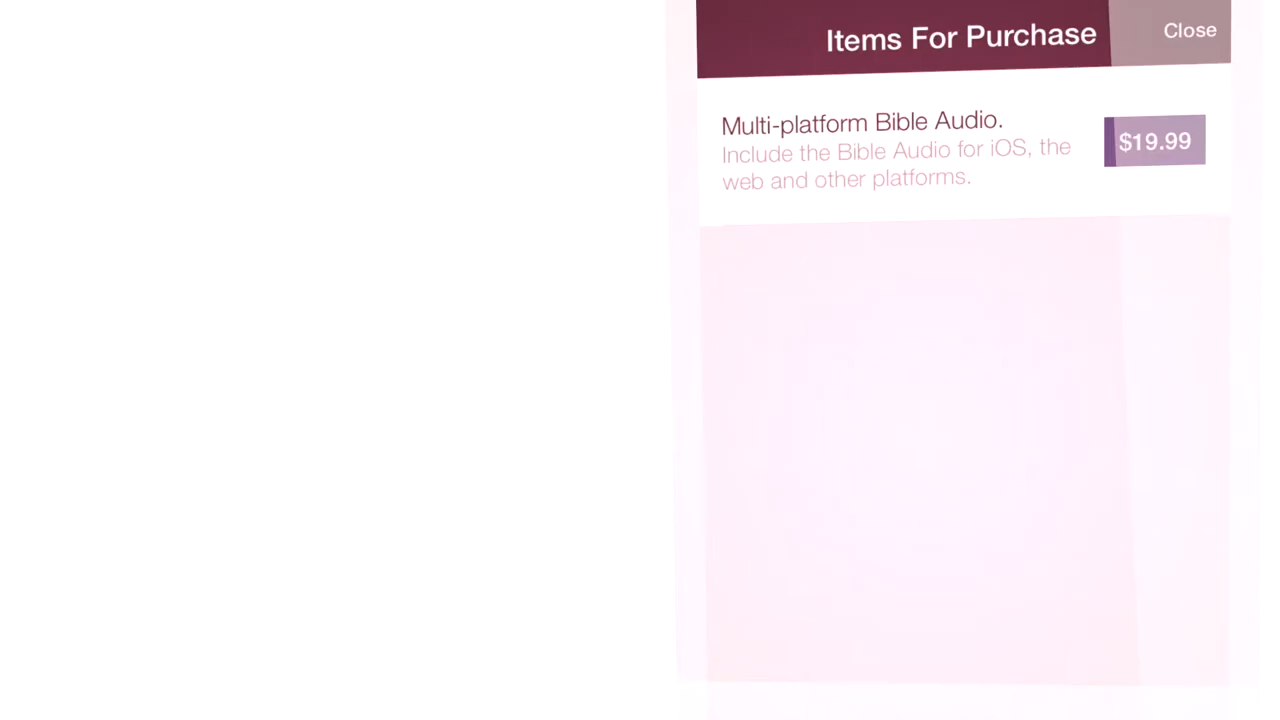 Items For Purchase
Close
Multi-platform Bible Audio.
Include the Bible Audio for iOS, the
web and other platforms.
$19.99